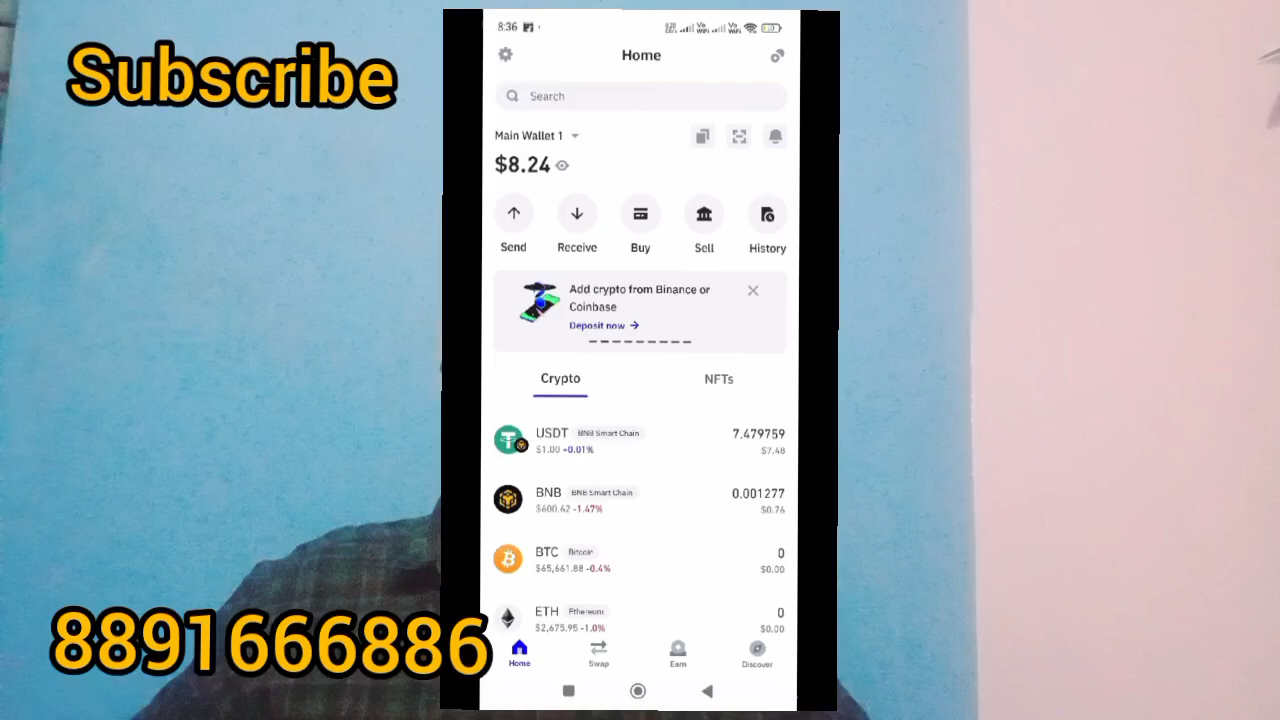 Subscribe
8:36
Home
Search
Main Wallet 1
$8.24
Send Receive Buy Sell History
Add crypto from Binance or
Coinbase
Deposit now →
Crypto NFTs
USDT BNB Smart Chain 7.479759
$1.00 +0.01% $7.48
BNB BNB Smart Chain 0.001277
$600.62 -1.47% $0.76
BTC Bitcoin 0
$65,661.88 -0.4% $0.00
ETH Ethereum 0
$2,675.95 -1.0% $0.00
8891666886
Home Swap Earn Discover